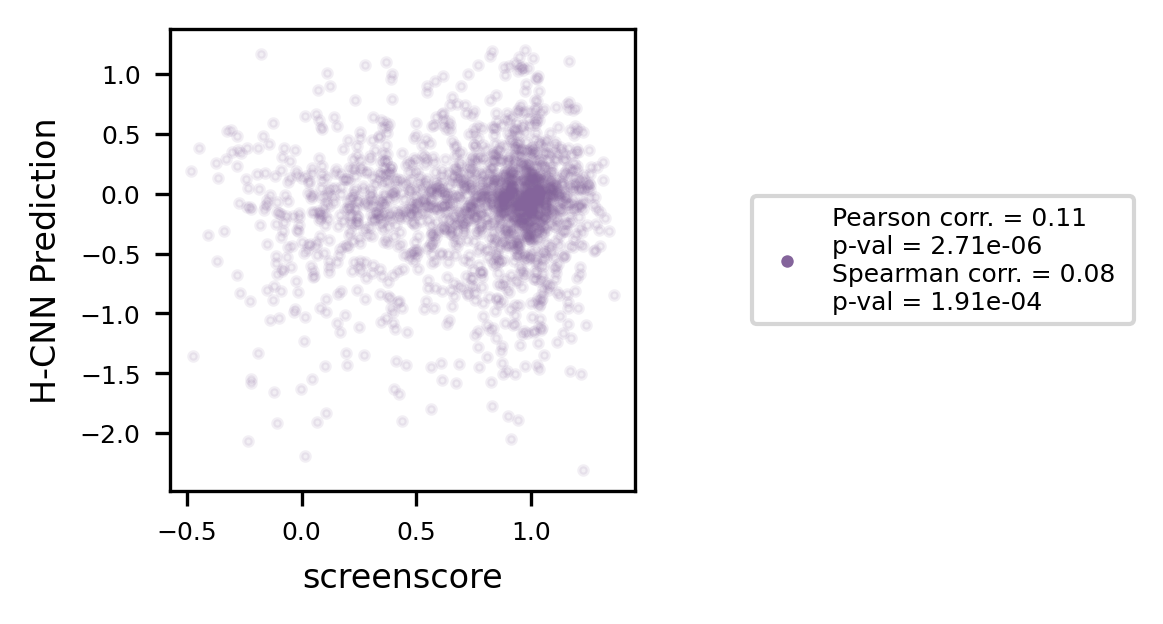 1.0
0.5
0.0
−0.5
−1.0
−1.5
−2.0
H-CNN Prediction
−0.5
0.0
0.5
1.0
screenscore
Pearson corr. = 0.11
p-val = 2.71e-06
Spearman corr. = 0.08
p-val = 1.91e-04